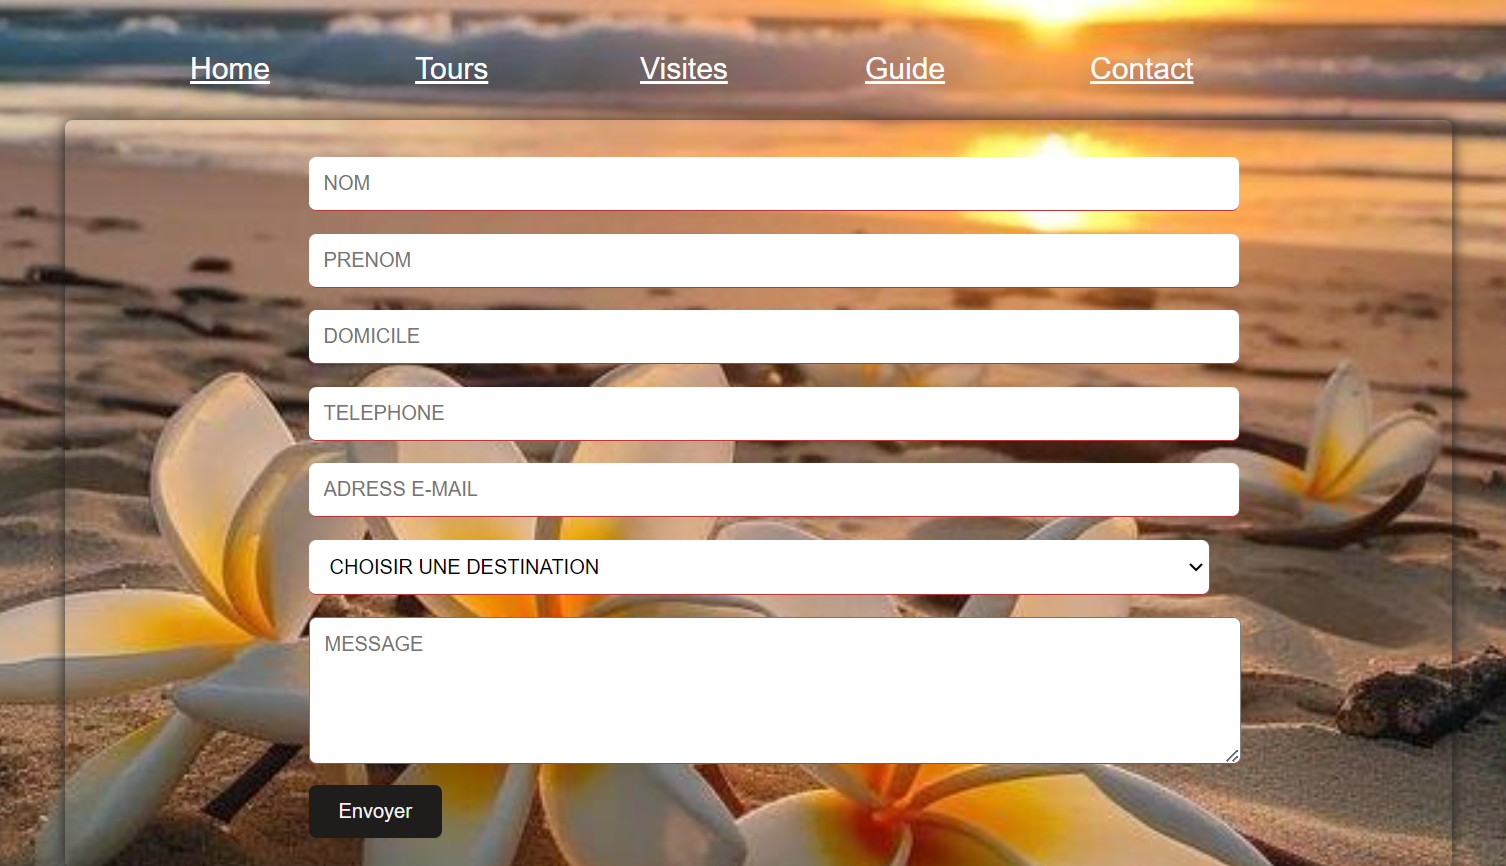 Home Tours Visites Guide Contact
NOM
PRENOM
DOMICILE
TELEPHONE
ADRESS E-MAIL
CHOISIR UNE DESTINATION
MESSAGE
Envoyer